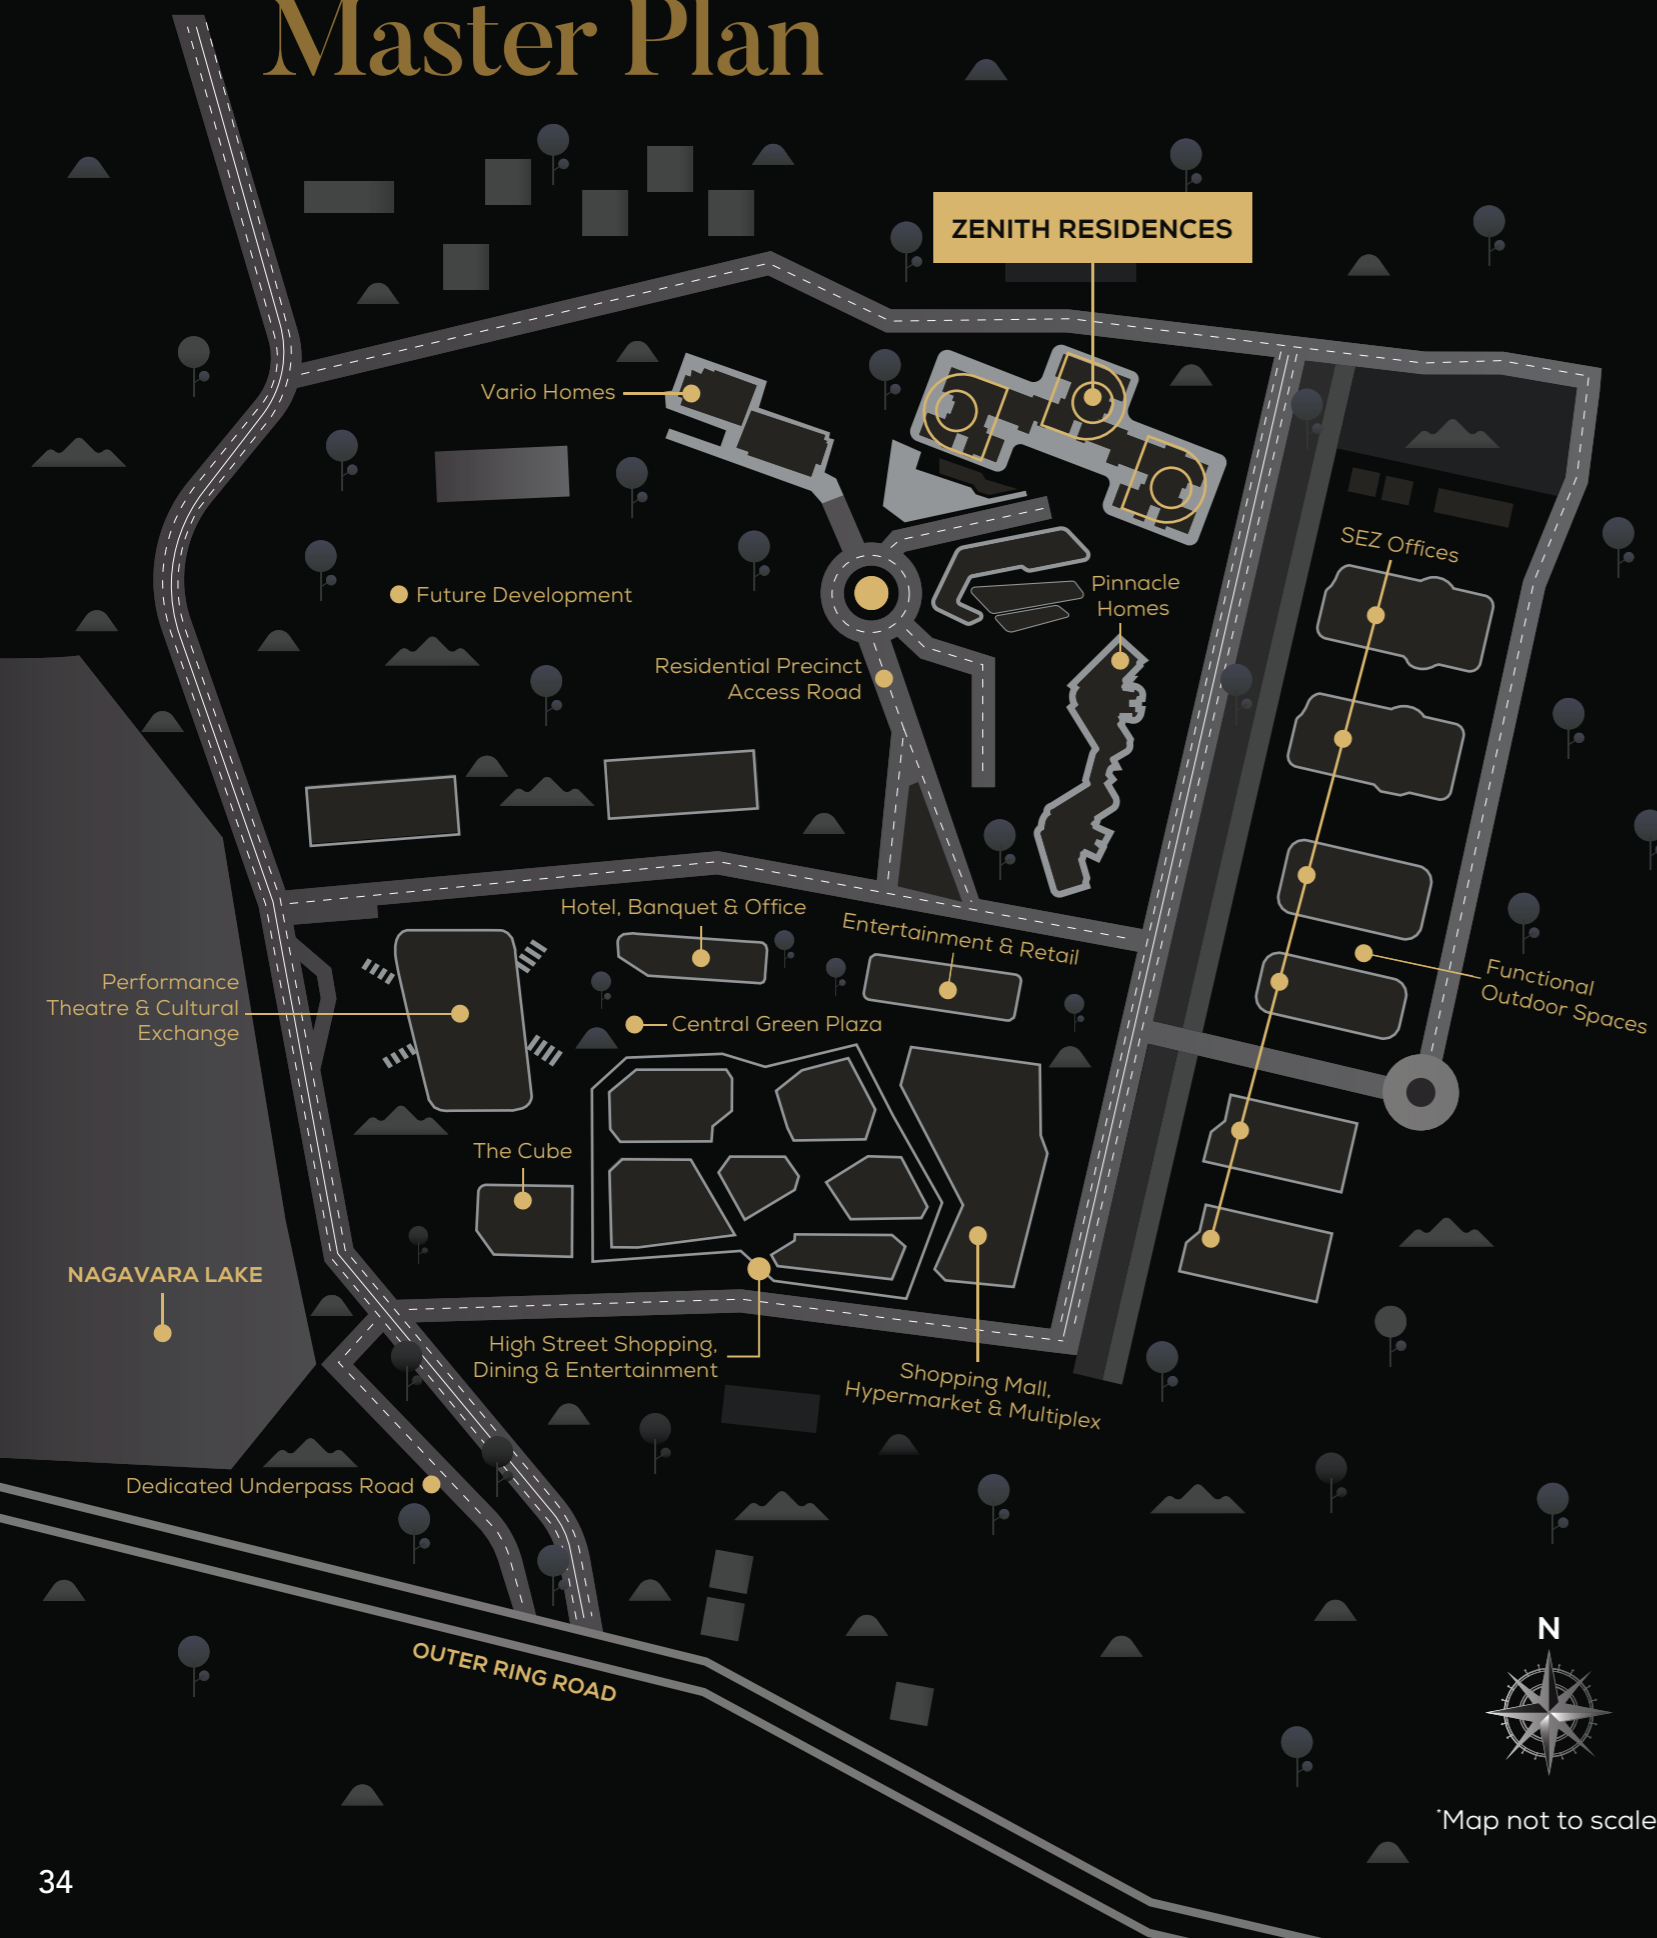 Master Plan
ZENITH RESIDENCES
Vario Homes
SEZ Offices
Pinnacle
Homes
Future Development
Residential Precinct
Access Road
Hotel, Banquet & Office
Entertainment & Retail
Performance
Theatre & Cultural
Exchange
Functional
Outdoor Spaces
Central Green Plaza
The Cube
NAGAVARA LAKE
High Street Shopping,
Dining & Entertainment
Shopping Mall,
Hypermarket & Multiplex
Dedicated Underpass Road
OUTER RING ROAD
N
*Map not to scale
34